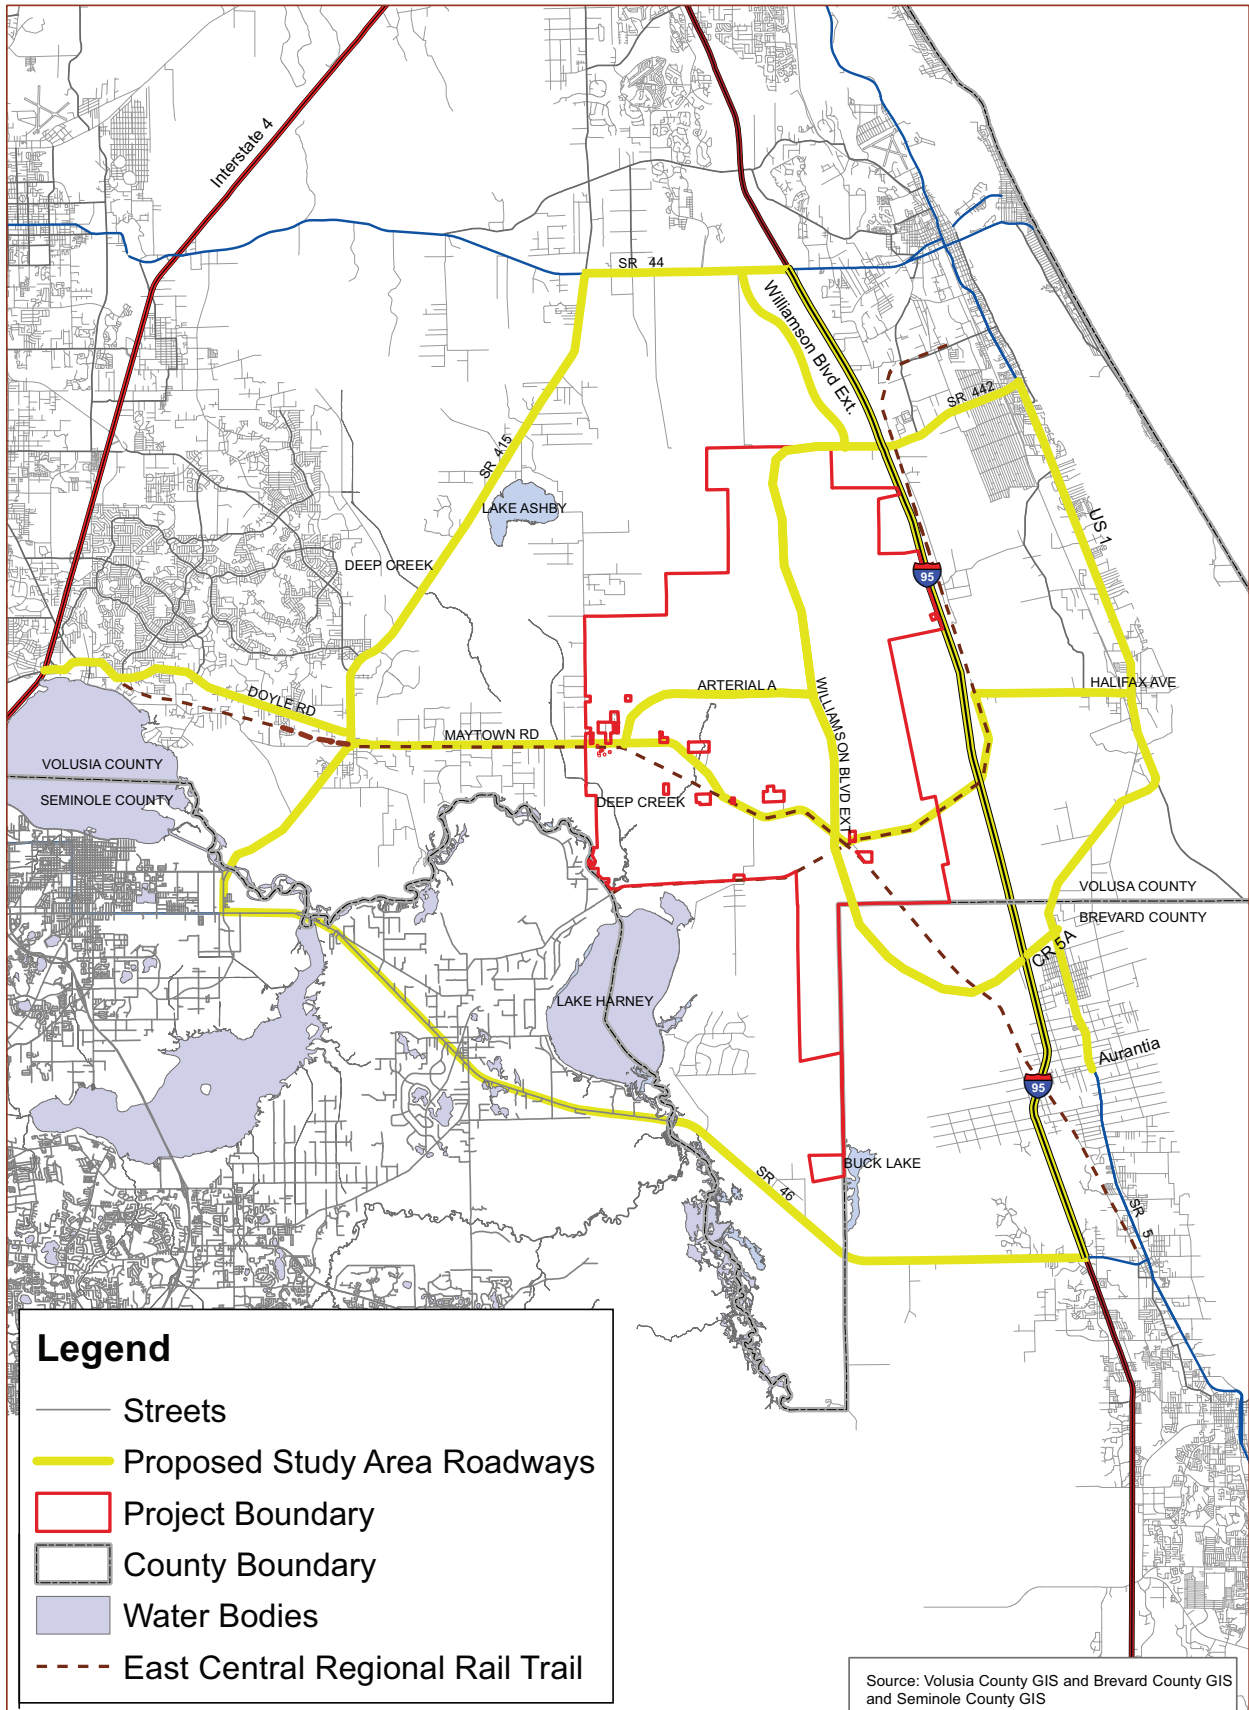 Interstate 4
SR 44
Williamson Blvd Ext.
SR 442
SR 415
LAKE ASHBY
US 1
DEEP CREEK
95
HALIFAX AVE
ARTERIAL A
WILLIAMSON BLVD EXT
DOYLE RD
MAYTOWN RD
VOLUSIA COUNTY
SEMINOLE COUNTY
DEEP CREEK
VOLUSA COUNTY
BREVARD COUNTY
CR 5A
LAKE HARNEY
Aurantia
95
BUCK LAKE
SR 46
SR 5
Legend
Streets
Proposed Study Area Roadways
Project Boundary
County Boundary
Water Bodies
East Central Regional Rail Trail
Source: Volusia County GIS and Brevard County GIS
and Seminole County GIS